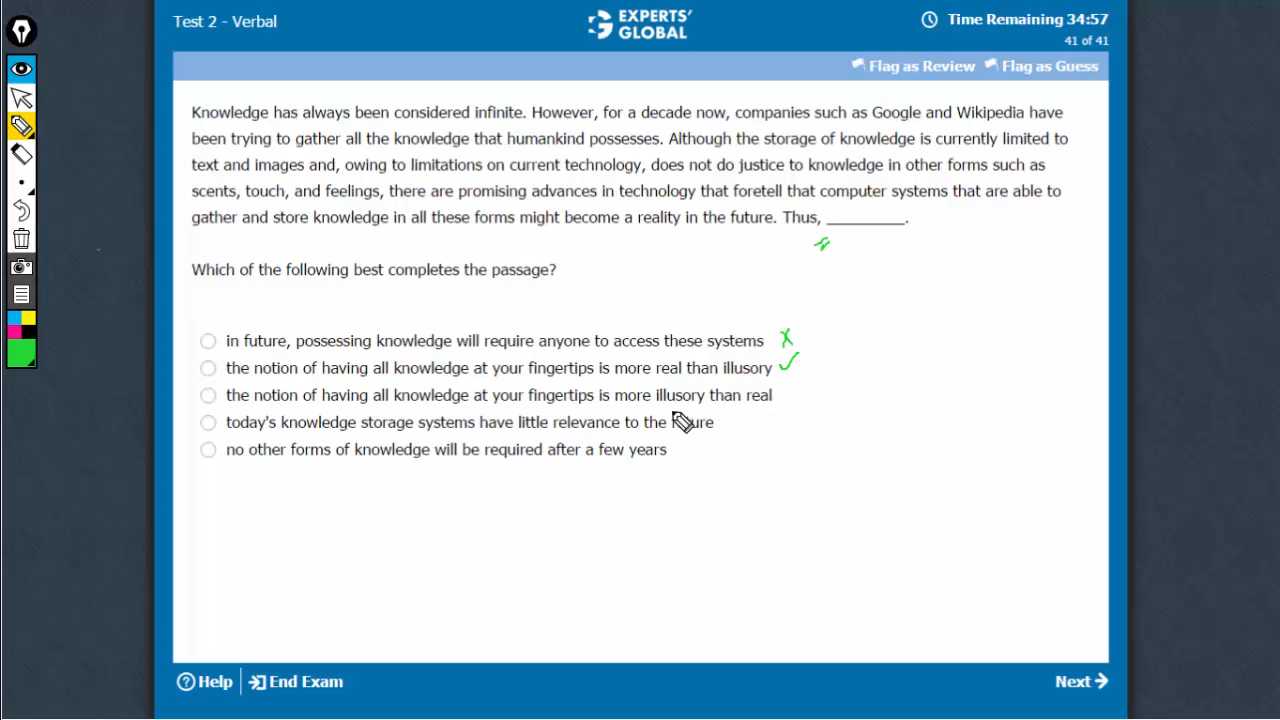 Test 2 - Verbal
EXPERTS'
GLOBAL
Time Remaining 34:57
41 of 41
Flag as Review
Flag as Guess
Knowledge has always been considered infinite. However, for a decade now, companies such as Google and Wikipedia have
been trying to gather all the knowledge that humankind possesses. Although the storage of knowledge is currently limited to
text and images and, owing to limitations on current technology, does not do justice to knowledge in other forms such as
scents, touch, and feelings, there are promising advances in technology that foretell that computer systems that are able to
gather and store knowledge in all these forms might become a reality in the future. Thus, _________.
Which of the following best completes the passage?
in future, possessing knowledge will require anyone to access these systems
the notion of having all knowledge at your fingertips is more real than illusory
the notion of having all knowledge at your fingertips is more illusory than real
today's knowledge storage systems have little relevance to the future
no other forms of knowledge will be required after a few years
Help
End Exam
Next